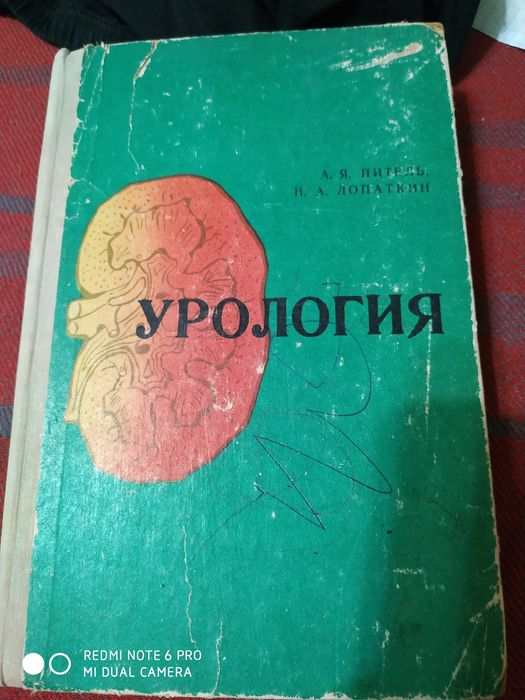 А. Я. ПИТЕЛЬ,
Н. А. ЛОПАТКИН
УРОЛОГИЯ
REDMI NOTE 6 PRO
MI DUAL CAMERA